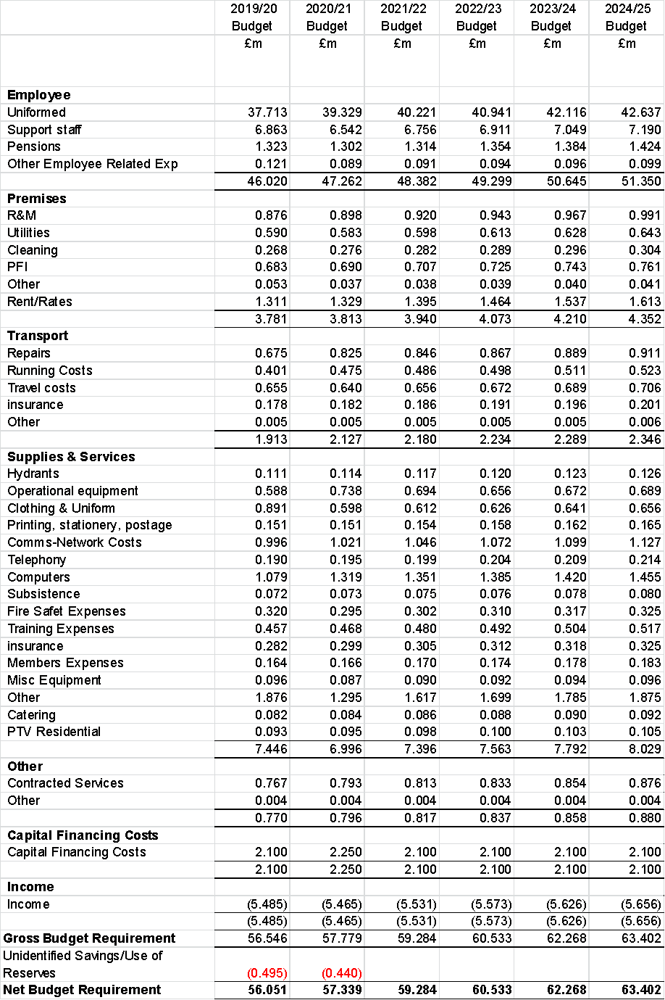 2019/20 2020/21 2021/22 2022/23 2023/24 2024/25
Budget Budget Budget Budget Budget Budget
£m £m £m £m £m £m
Employee
Uniformed 37.713 39.329 40.221 40.941 42.116 42.637
Support staff 6.863 6.542 6.756 6.911 7.049 7.190
Pensions 1.323 1.302 1.314 1.354 1.384 1.424
Other Employee Related Exp 0.121 0.089 0.091 0.094 0.096 0.099
46.020 47.262 48.382 49.299 50.645 51.350
Premises
R&M 0.876 0.898 0.920 0.943 0.967 0.991
Utilities 0.590 0.583 0.598 0.613 0.628 0.643
Cleaning 0.268 0.276 0.282 0.289 0.296 0.304
PFI 0.683 0.690 0.707 0.725 0.743 0.761
Other 0.053 0.037 0.038 0.039 0.040 0.041
Rent/Rates 1.311 1.329 1.395 1.464 1.537 1.613
3.781 3.813 3.940 4.073 4.210 4.352
Transport
Repairs 0.675 0.825 0.846 0.867 0.889 0.911
Running Costs 0.401 0.475 0.486 0.498 0.511 0.523
Travel costs 0.655 0.640 0.656 0.672 0.689 0.706
insurance 0.178 0.182 0.186 0.191 0.196 0.201
Other 0.005 0.005 0.005 0.005 0.005 0.006
1.913 2.127 2.180 2.234 2.289 2.346
Supplies & Services
Hydrants 0.111 0.114 0.117 0.120 0.123 0.126
Operational equipment 0.588 0.738 0.694 0.656 0.672 0.689
Clothing & Uniform 0.891 0.598 0.612 0.626 0.641 0.656
Printing, stationery, postage 0.151 0.151 0.154 0.158 0.162 0.165
Comms-Network Costs 0.996 1.021 1.046 1.072 1.099 1.127
Telephony 0.190 0.195 0.199 0.204 0.209 0.214
Computers 1.079 1.319 1.351 1.385 1.420 1.455
Subsistence 0.072 0.073 0.075 0.076 0.078 0.080
Fire Safet Expenses 0.320 0.295 0.302 0.310 0.317 0.325
Training Expenses 0.457 0.468 0.480 0.492 0.504 0.517
insurance 0.282 0.299 0.305 0.312 0.318 0.325
Members Expenses 0.164 0.166 0.170 0.174 0.178 0.183
Misc Equipment 0.096 0.087 0.090 0.092 0.094 0.096
Other 1.876 1.295 1.617 1.699 1.785 1.875
Catering 0.082 0.084 0.086 0.088 0.090 0.092
PTV Residential 0.093 0.095 0.098 0.100 0.103 0.105
7.446 6.996 7.396 7.563 7.792 8.029
Other
Contracted Services 0.767 0.793 0.813 0.833 0.854 0.876
Other 0.004 0.004 0.004 0.004 0.004 0.004
0.770 0.796 0.817 0.837 0.858 0.880
Capital Financing Costs
Capital Financing Costs 2.100 2.250 2.100 2.100 2.100 2.100
2.100 2.250 2.100 2.100 2.100 2.100
Income
Income (5.485) (5.465) (5.531) (5.573) (5.626) (5.656)
(5.485) (5.465) (5.531) (5.573) (5.626) (5.656)
Gross Budget Requirement 56.546 57.779 59.284 60.533 62.268 63.402
Unidentified Savings/Use of
Reserves (0.495) (0.440)
Net Budget Requirement 56.051 57.339 59.284 60.533 62.268 63.402